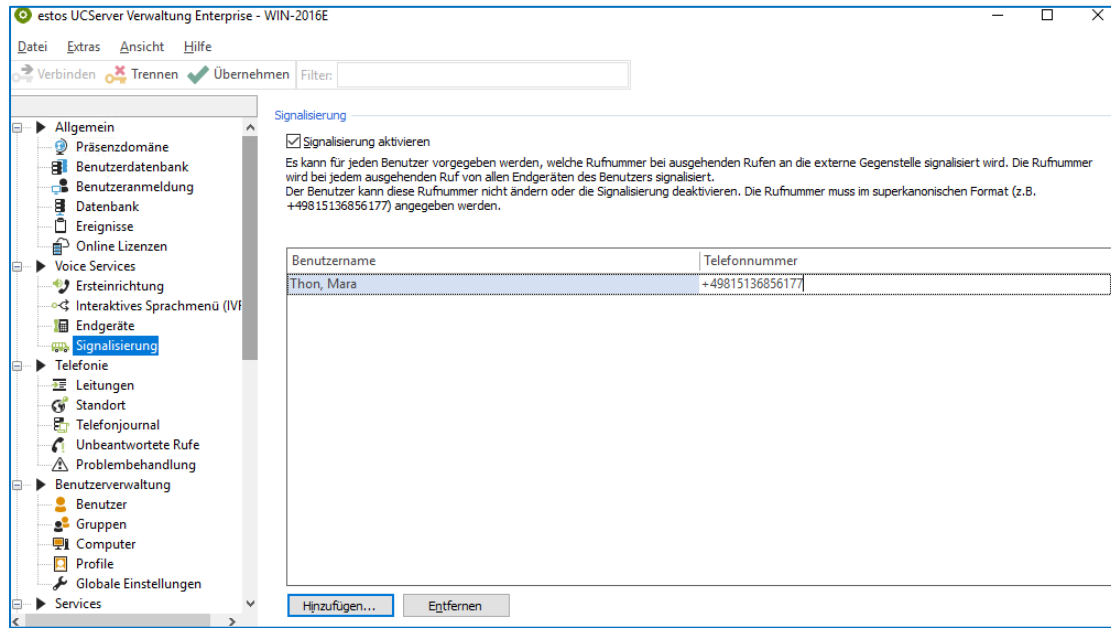 estos UCServer Verwaltung Enterprise - WIN-2016E
Datei Extras Ansicht Hilfe
Verbinden Trennen Übernehmen Filter:
Signalisierung
Signalisierung aktivieren
Es kann für jeden Benutzer vorgegeben werden, welche Rufnummer bei ausgehenden Rufen an die externe Gegenstelle signalisiert wird. Die Rufnummer
wird bei jedem ausgehenden Ruf von allen Endgeräten des Benutzers signalisiert.
Der Benutzer kann diese Rufnummer nicht ändern oder die Signalisierung deaktivieren. Die Rufnummer muss im superkanonischen Format (z.B.
+49815136856177) angegeben werden.
Allgemein
Präsenzdomäne
Benutzerdatenbank
Benutzeranmeldung
Datenbank
Ereignisse
Online Lizenzen
Voice Services
Ersteinrichtung
Interaktives Sprachmenü (IVR
Endgeräte
Signalisierung
Telefonie
Leitungen
Standort
Telefonjournal
Unbeantwortete Rufe
Problembehandlung
Benutzerverwaltung
Benutzer
Gruppen
Computer
Profile
Globale Einstellungen
Services
Benutzername Telefonnummer
Thon, Mara +49815136856177
Hinzufügen... Entfernen